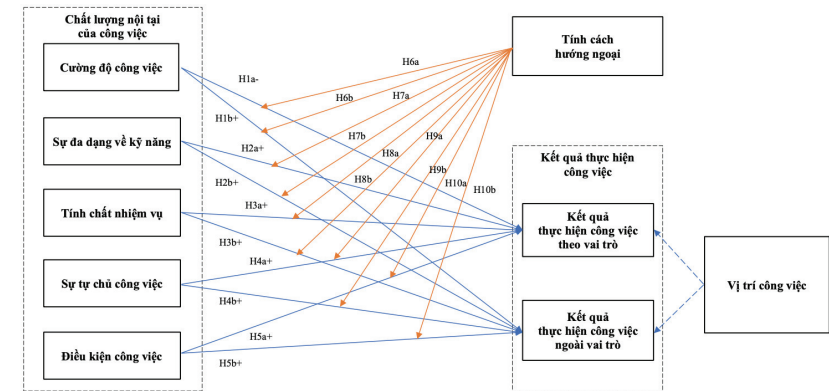 Chất lượng nội tại
của công việc
Cường độ công việc
Sự đa dạng về kỹ năng
Tính chất nhiệm vụ
Sự tự chủ công việc
Điều kiện công việc
H1a-
H1b+
H2a+
H2b+
H3a+
H3b+
H4a+
H4b+
H5a+
H5b+
H6a
H6b
H7a
H7b
H8a
H8b
H9a
H9b
H10a
H10b
Tính cách
hướng ngoại
Kết quả thực hiện
công việc
Kết quả
thực hiện công việc
theo vai trò
Kết quả
thực hiện công việc
ngoài vai trò
Vị trí công việc